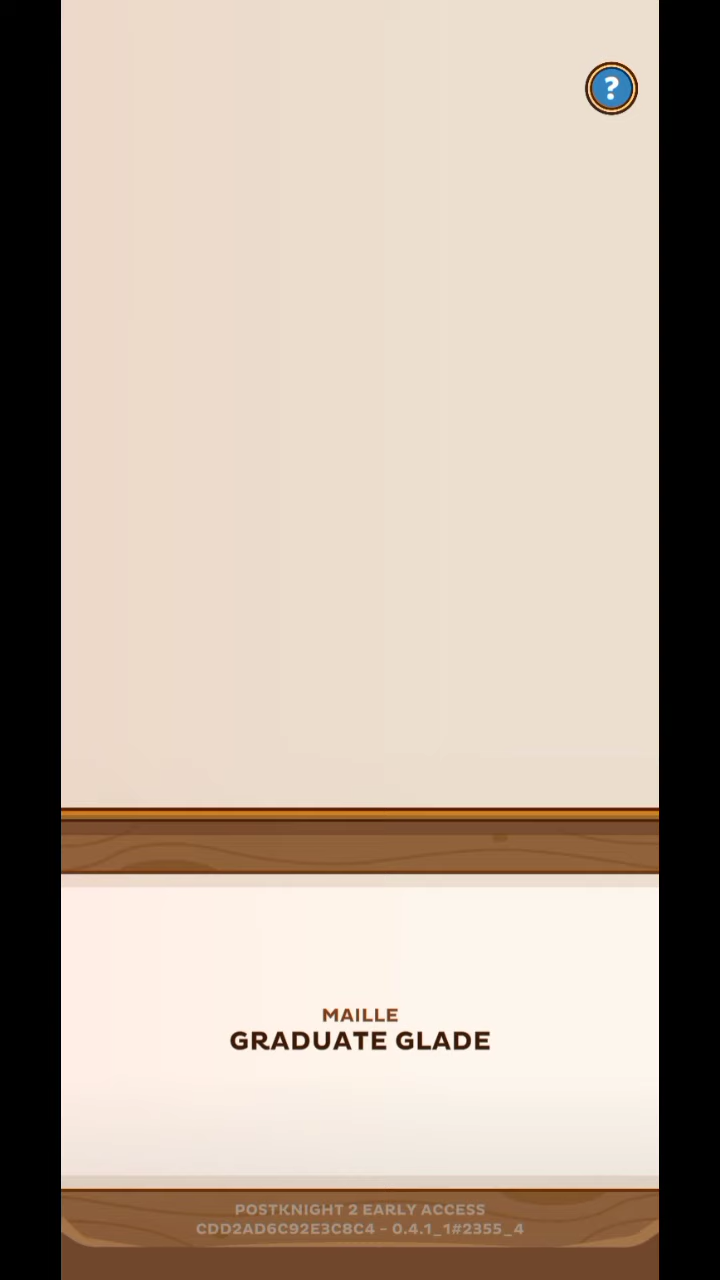 ?
MAILLE
GRADUATE GLADE
POSTKNIGHT 2 EARLY ACCESS
CDD2AD6C92E3C8C4 - 0.4.1_1#2355_4